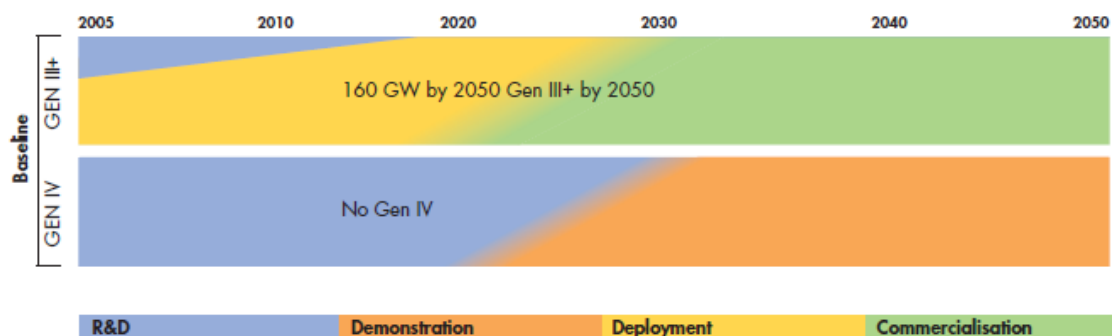 2005 2010 2020 2030 2040 2050
Baseline
GEN III+
160 GW by 2050 Gen III+ by 2050
GEN IV
No Gen IV
R&D Demonstration Deployment Commercialisation